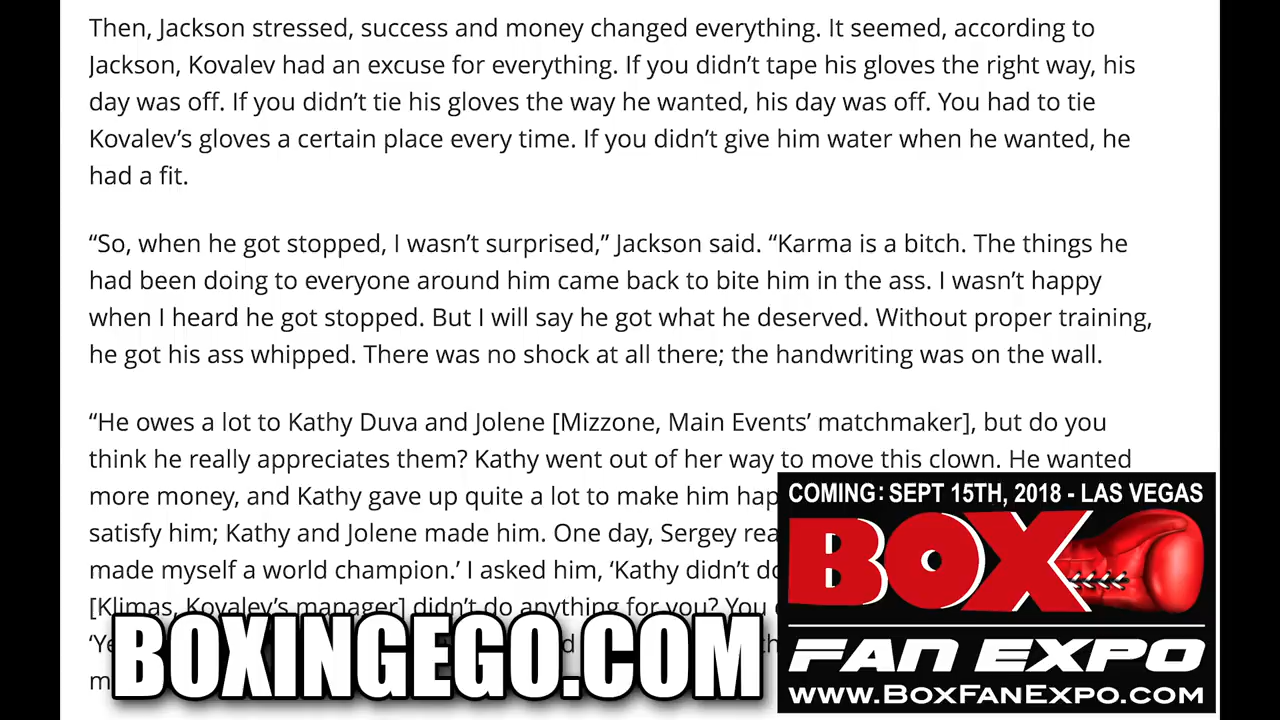 Then, Jackson stressed, success and money changed everything. It seemed, according to
Jackson, Kovalev had an excuse for everything. If you didn’t tape his gloves the right way, his
day was off. If you didn’t tie his gloves the way he wanted, his day was off. You had to tie
Kovalev’s gloves a certain place every time. If you didn’t give him water when he wanted, he
had a fit.
“So, when he got stopped, I wasn’t surprised,” Jackson said. “Karma is a bitch. The things he
had been doing to everyone around him came back to bite him in the ass. I wasn’t happy
when I heard he got stopped. But I will say he got what he deserved. Without proper training,
he got his ass whipped. There was no shock at all there; the handwriting was on the wall.
“He owes a lot to Kathy Duva and Jolene [Mizzone, Main Events’ matchmaker], but do you
think he really appreciates them? Kathy went out of her way to move this clown. He wanted
more money, and Kathy gave up quite a lot to make him
satisfy him; Kathy and Jolene made him. One day, Sergey
made myself a world champion.’ I asked him, ‘Kathy didn’t
[Klimas, Kovalev’s manager] didn’t do anything for you? You
BOXINGEGO.COM
COMING: SEPT 15TH, 2018 - LAS VEGAS
BOX
FAN EXPO
WWW.BOXFANEXPO.COM